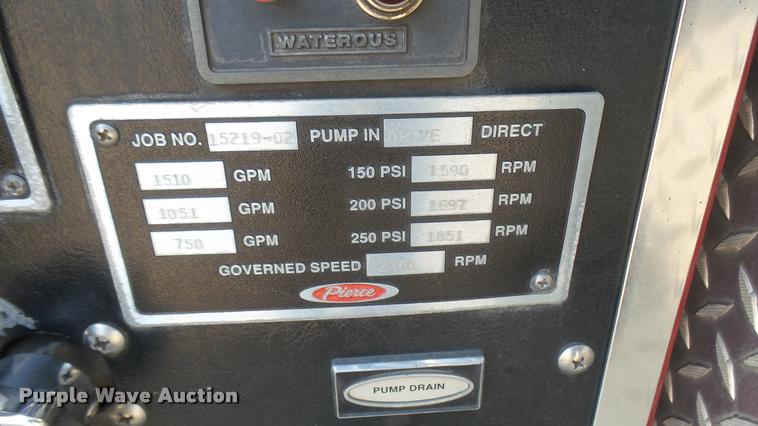 WATEROUS
JOB NO. 15219-02 PUMP IN DRIVE DIRECT
1510 GPM 150 PSI 1590 RPM
1051 GPM 200 PSI 1697 RPM
750 GPM 250 PSI 1851 RPM
GOVERNED SPEED RPM
Pierce
PUMP DRAIN
Purple Wave Auction